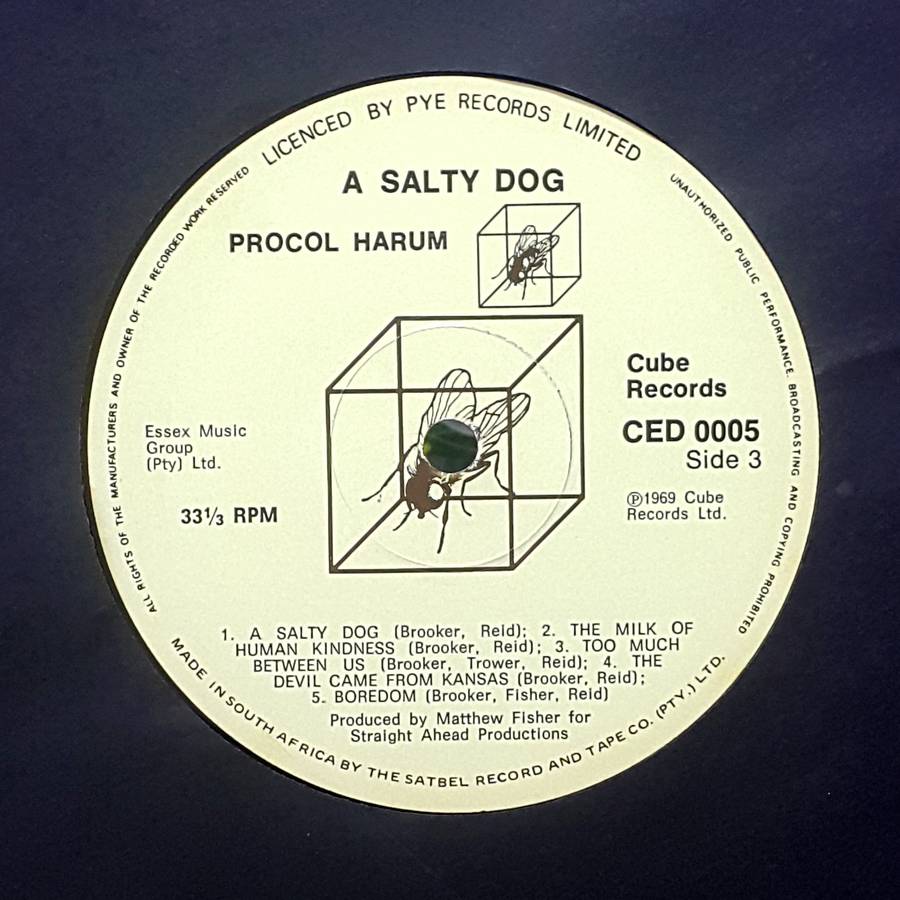 LICENCED BY PYE RECORDS LIMITED
A SALTY DOG
PROCOL HARUM
Cube
Records
CED 0005
Side 3
℗1969 Cube
Records Ltd.
Essex Music
Group
(Pty) Ltd.
33⅓ RPM
1. A SALTY DOG (Brooker, Reid); 2. THE MILK OF
HUMAN KINDNESS (Brooker, Reid); 3. TOO MUCH
BETWEEN US (Brooker, Trower, Reid); 4. THE
DEVIL CAME FROM KANSAS (Brooker, Reid);
5. BOREDOM (Brooker, Fisher, Reid)
Produced by Matthew Fisher for
Straight Ahead Productions
ALL RIGHTS OF THE MANUFACTURERS AND OWNER OF THE RECORDED WORK RESERVED
UNAUTHORIZED PUBLIC PERFORMANCE. BROADCASTING AND COPYING PROHIBITED
MADE IN SOUTH AFRICA BY THE SATBEL RECORD AND TAPE CO. (PTY.) LTD.